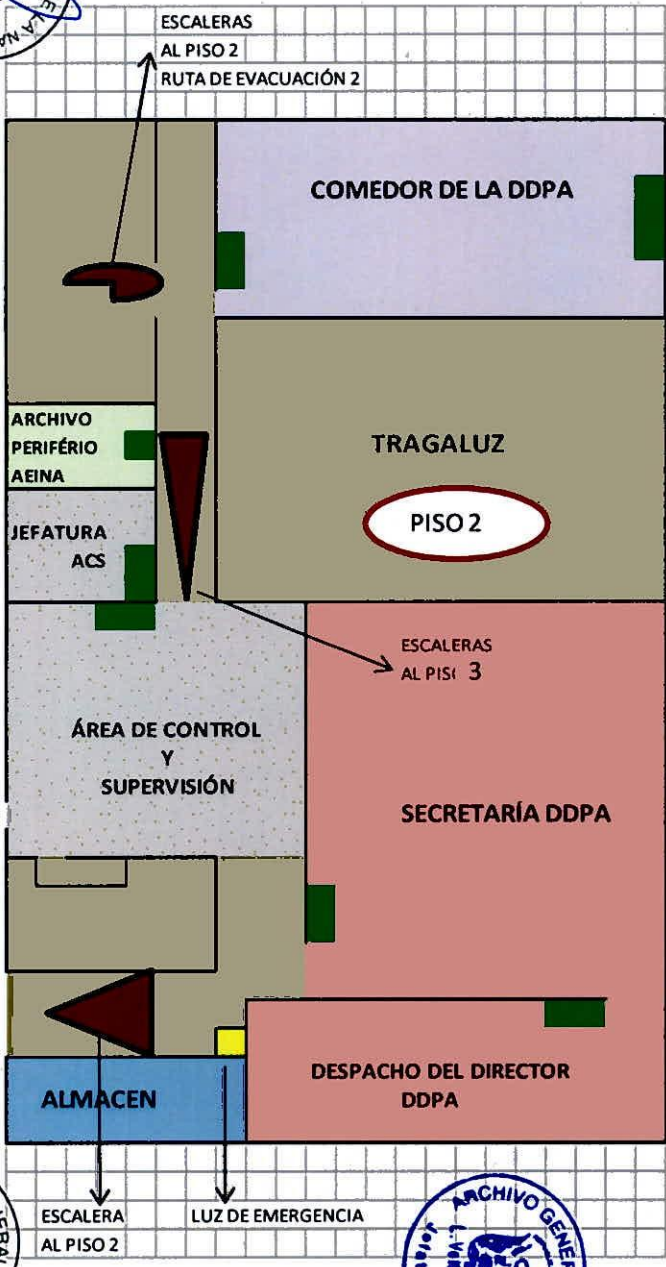 ESCALERAS
AL PISO 2
RUTA DE EVACUACIÓN 2
COMEDOR DE LA DDPA
ARCHIVO
PERIFÉRIO
AEINA
TRAGALUZ
PISO 2
JEFATURA
ACS
ESCALERAS
AL PISO 3
ÁREA DE CONTROL
Y
SUPERVISIÓN
SECRETARÍA DDPA
DESPACHO DEL DIRECTOR
DDPA
ALMACEN
ESCALERA
AL PISO 2
LUZ DE EMERGENCIA
ARCHIVO